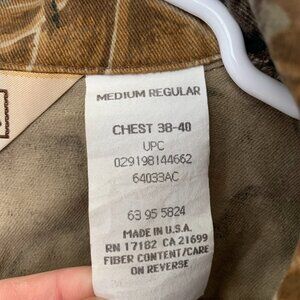 MEDIUM REGULAR
CHEST 38-40
UPC
029198144662
64033AC
63 95 5824
MADE IN U.S.A.
RN 17182 CA 21699
FIBER CONTENT/CARE
ON REVERSE